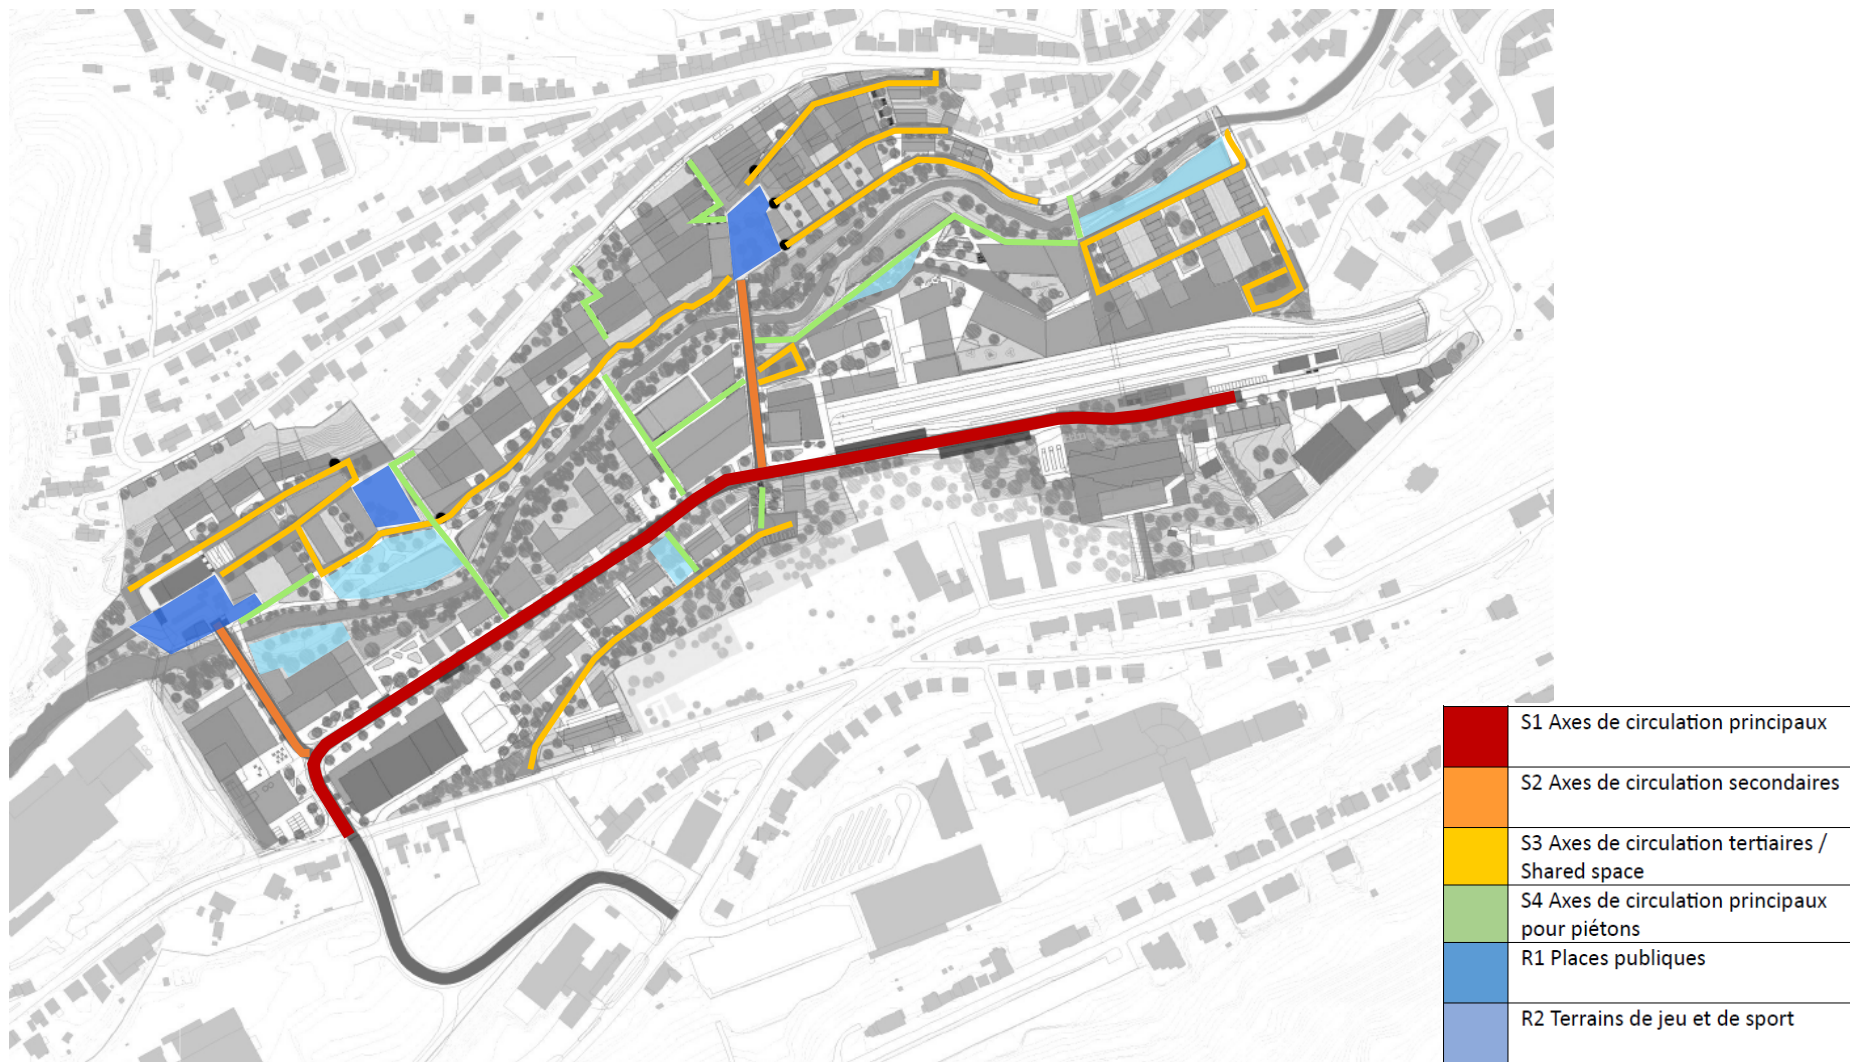 S1 Axes de circulation principaux
S2 Axes de circulation secondaires
S3 Axes de circulation tertiaires /
Shared space
S4 Axes de circulation principaux
pour piétons
R1 Places publiques
R2 Terrains de jeu et de sport